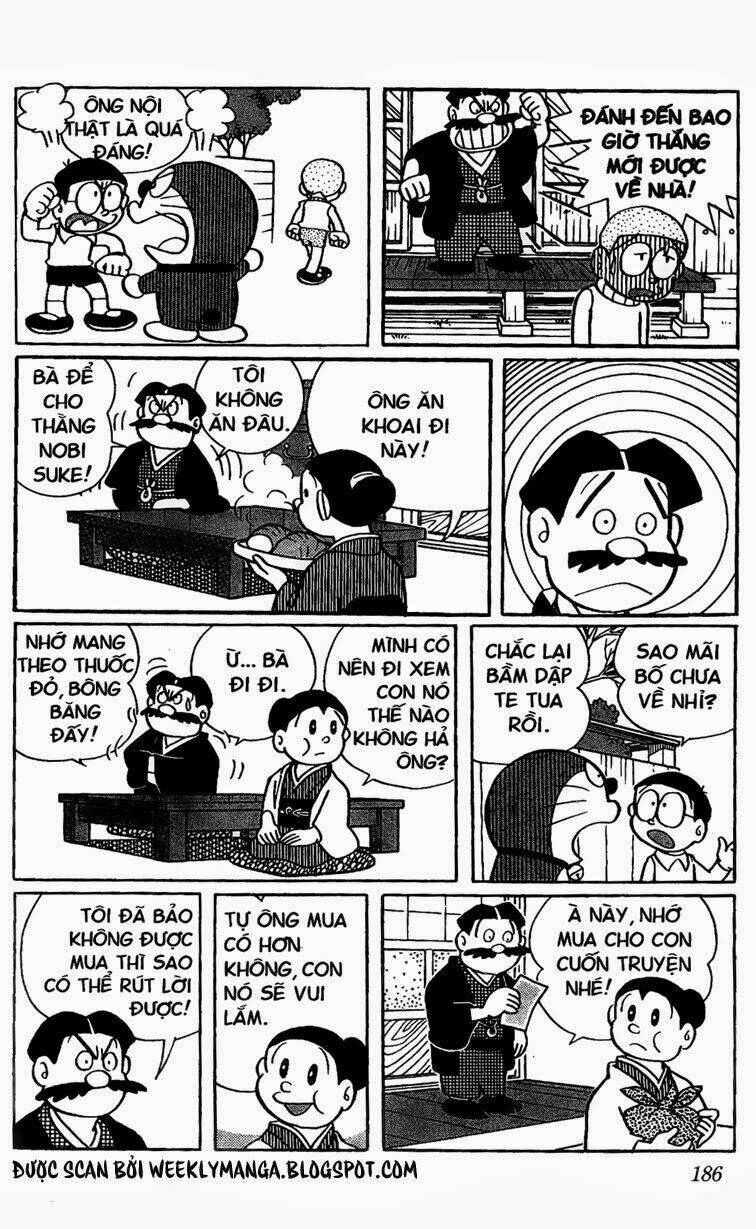 ĐÁNH ĐẾN BAO
GIỜ THẮNG
MỚI ĐƯỢC
VỀ NHÀ!
ÔNG NỘI
THẬT LÀ QUÁ
ĐÁNG!
ÔNG ĂN
KHOAI ĐI
NÀY!
TÔI
KHÔNG
ĂN ĐÂU.
BÀ ĐỂ
CHO
THẰNG
NOBI
SUKE!
SAO MÃI
BỐ CHƯA
VỀ NHỈ?
CHẮC LẠI
BẦM DẬP
TE TUA
RỒI.
MÌNH CÓ
NÊN ĐI XEM
CON NÓ
THẾ NÀO
KHÔNG HẢ
ÔNG?
Ừ... BÀ
ĐI ĐI.
NHỚ MANG
THEO THUỐC
ĐỎ, BÔNG
BĂNG
ĐẤY!
À NÀY, NHỚ
MUA CHO CON
CUỐN TRUYỆN
NHÉ!
TỰ ÔNG MUA
CÓ HƠN
KHÔNG, CON
NÓ SẼ VUI
LẮM.
TÔI ĐÃ BẢO
KHÔNG ĐƯỢC
MUA THÌ SAO
CÓ THỂ RÚT LỜI
ĐƯỢC!
ĐƯỢC SCAN BỞI WEEKLYMANGA.BLOGSPOT.COM
186